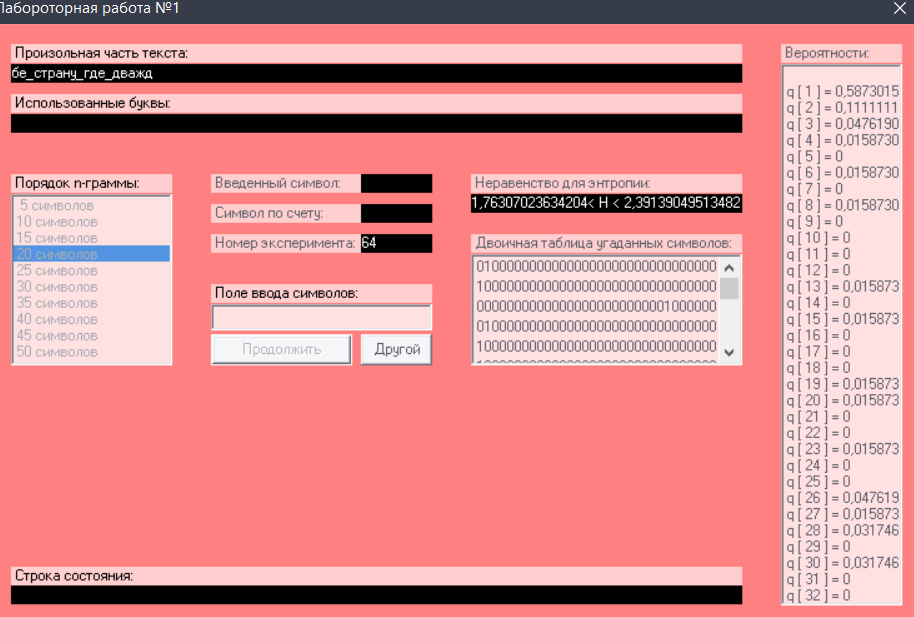 Лабороторная работа №1
Произольная часть текста:
бе_страну_где_дважд
Использованные буквы:
Порядок n-граммы:
5 символов
10 символов
15 символов
20 символов
25 символов
30 символов
35 символов
40 символов
45 символов
50 символов
Введенный символ:
Символ по счету:
Номер эксперимента: 64
Поле ввода символов:
Продолжить
Другой
Неравенство для энтропии:
1,76307023634204< H < 2,39139049513482
Двоичная таблица угаданных символов:
01000000000000000000000000000000
10000000000000000000000000000000
00000000000000000000000001000000
01000000000000000000000000000000
10000000000000000000000000000000
Вероятности:
q [ 1 ] = 0,5873015
q [ 2 ] = 0,1111111
q [ 3 ] = 0,0476190
q [ 4 ] = 0,0158730
q [ 5 ] = 0
q [ 6 ] = 0,0158730
q [ 7 ] = 0
q [ 8 ] = 0,0158730
q [ 9 ] = 0
q [ 10 ] = 0
q [ 11 ] = 0
q [ 12 ] = 0
q [ 13 ] = 0,015873
q [ 14 ] = 0
q [ 15 ] = 0,015873
q [ 16 ] = 0
q [ 17 ] = 0
q [ 18 ] = 0
q [ 19 ] = 0,015873
q [ 20 ] = 0,015873
q [ 21 ] = 0
q [ 22 ] = 0
q [ 23 ] = 0,015873
q [ 24 ] = 0
q [ 25 ] = 0
q [ 26 ] = 0,047619
q [ 27 ] = 0,015873
q [ 28 ] = 0,031746
q [ 29 ] = 0
q [ 30 ] = 0,031746
q [ 31 ] = 0
q [ 32 ] = 0
Строка состояния: